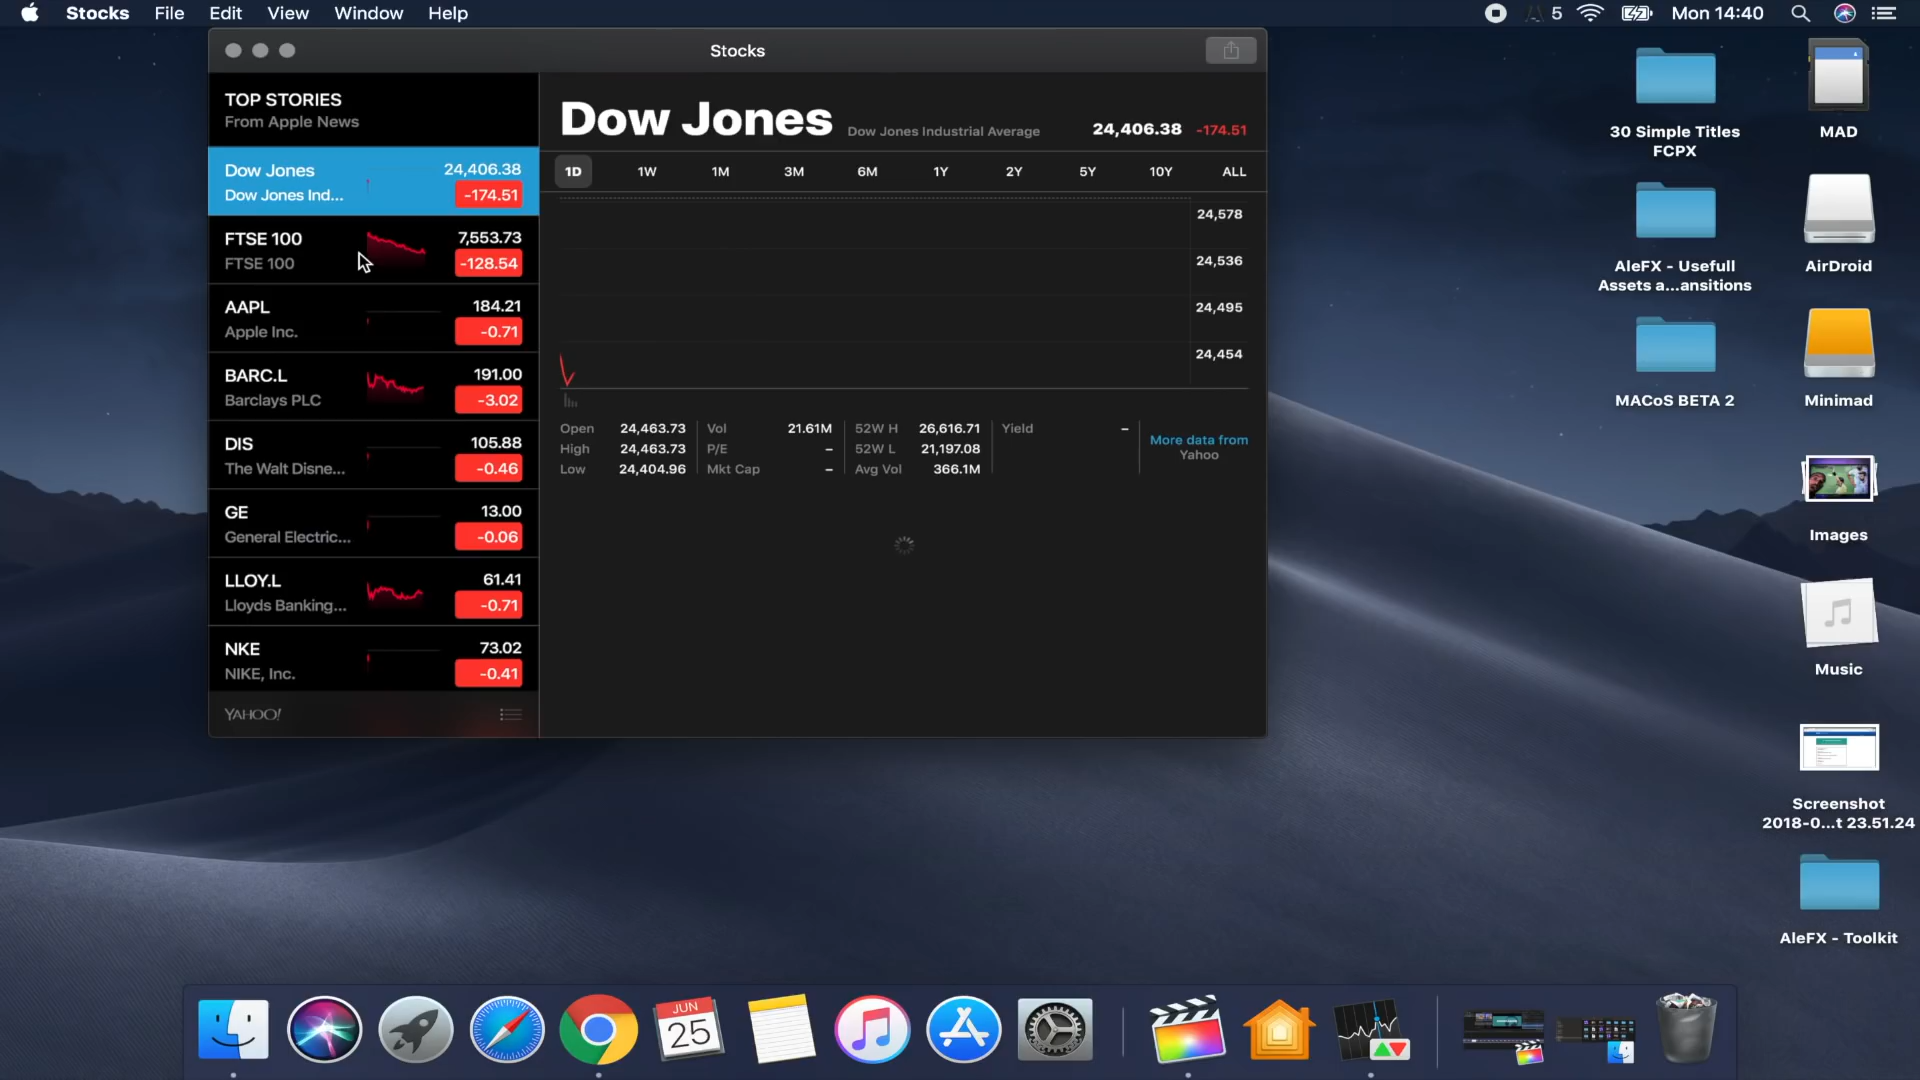 Stocks File Edit View Window Help
5 Mon 14:40
Stocks
TOP STORIES
From Apple News
Dow Jones 24,406.38
Dow Jones Ind... -174.51
FTSE 100 7,553.73
FTSE 100 -128.54
AAPL 184.21
Apple Inc. -0.71
BARC.L 191.00
Barclays PLC -3.02
DIS 105.88
The Walt Disne... -0.46
GE 13.00
General Electric... -0.06
LLOY.L 61.41
Lloyds Banking... -0.71
NKE 73.02
NIKE, Inc. -0.41
YAHOO!
Dow Jones Dow Jones Industrial Average 24,406.38 -174.51
1D 1W 1M 3M 6M 1Y 2Y 5Y 10Y ALL
24,578
24,536
24,495
24,454
Open 24,463.73 Vol 21.61M 52W H 26,616.71 Yield –
High 24,463.73 P/E – 52W L 21,197.08
Low 24,404.96 Mkt Cap – Avg Vol 366.1M
More data from
Yahoo
30 Simple Titles
FCPX
MAD
AleFX - Usefull
Assets a...ansitions
AirDroid
MACoS BETA 2
Minimad
Images
Music
Screenshot
2018-0...t 23.51.24
AleFX - Toolkit
JUN
25